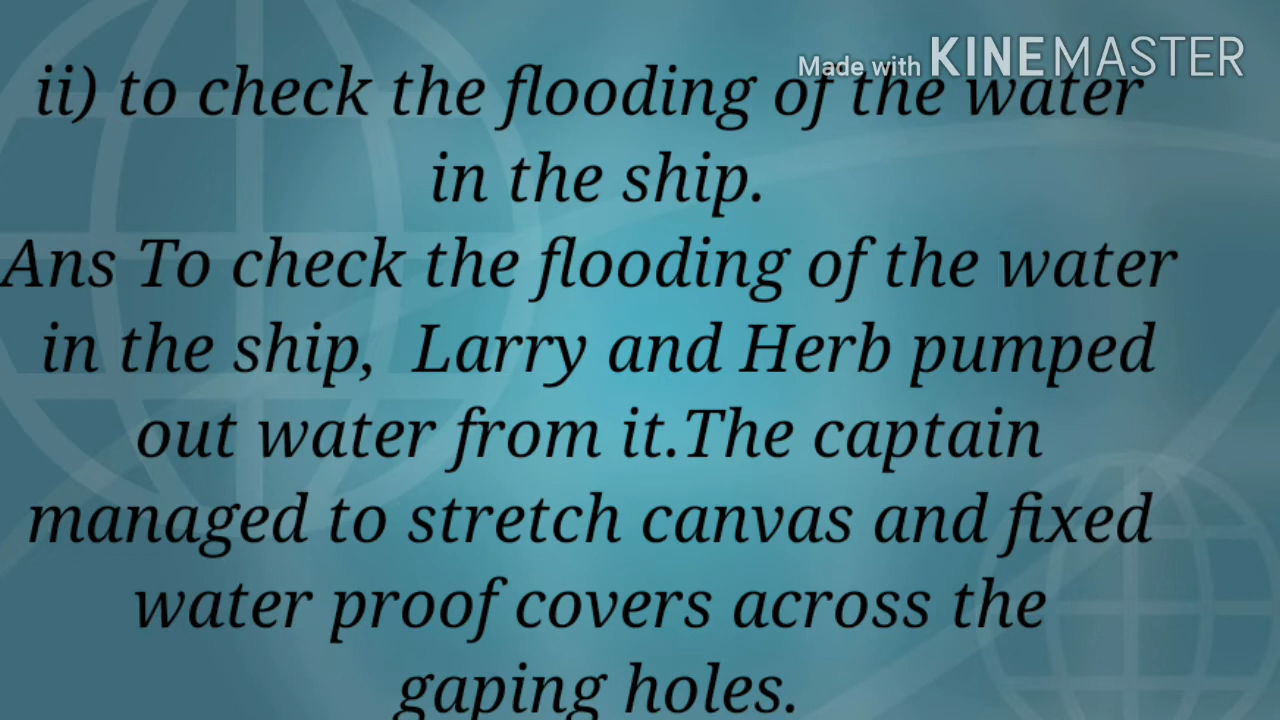 Made with KINEMASTER
ii) to check the flooding of the water
in the ship.
Ans To check the flooding of the water
in the ship, Larry and Herb pumped
out water from it.The captain
managed to stretch canvas and fixed
water proof covers across the
gaping holes.